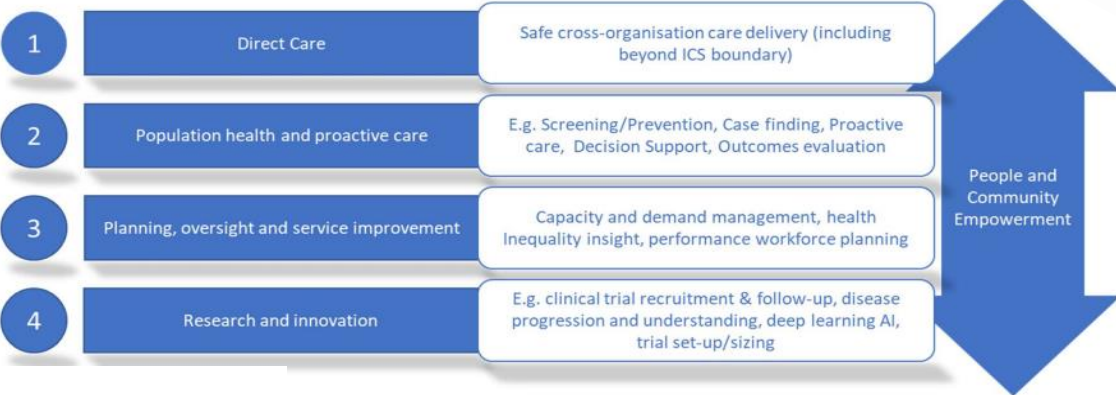 1
Direct Care
Safe cross-organisation care delivery (including
beyond ICS boundary)
2
Population health and proactive care
E.g. Screening/Prevention, Case finding, Proactive
care, Decision Support, Outcomes evaluation
3
Planning, oversight and service improvement
Capacity and demand management, health
Inequality insight, performance workforce planning
4
Research and innovation
E.g. clinical trial recruitment & follow-up, disease
progression and understanding, deep learning AI,
trial set-up/sizing
People and
Community
Empowerment